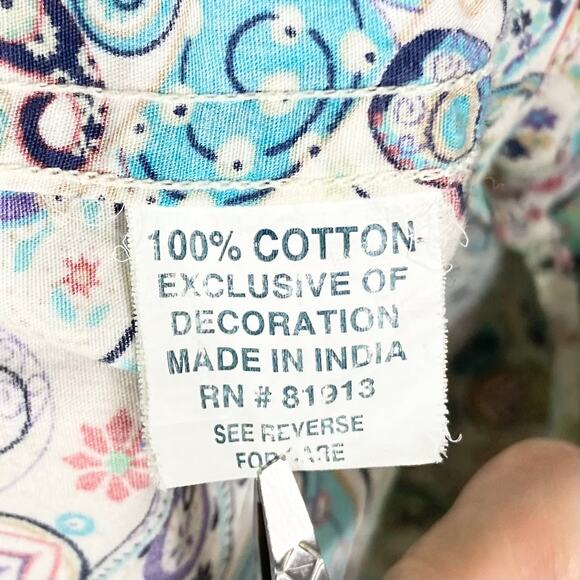 100% COTTON
EXCLUSIVE OF
DECORATION
MADE IN INDIA
RN # 81913
SEE REVERSE
FOR CARE